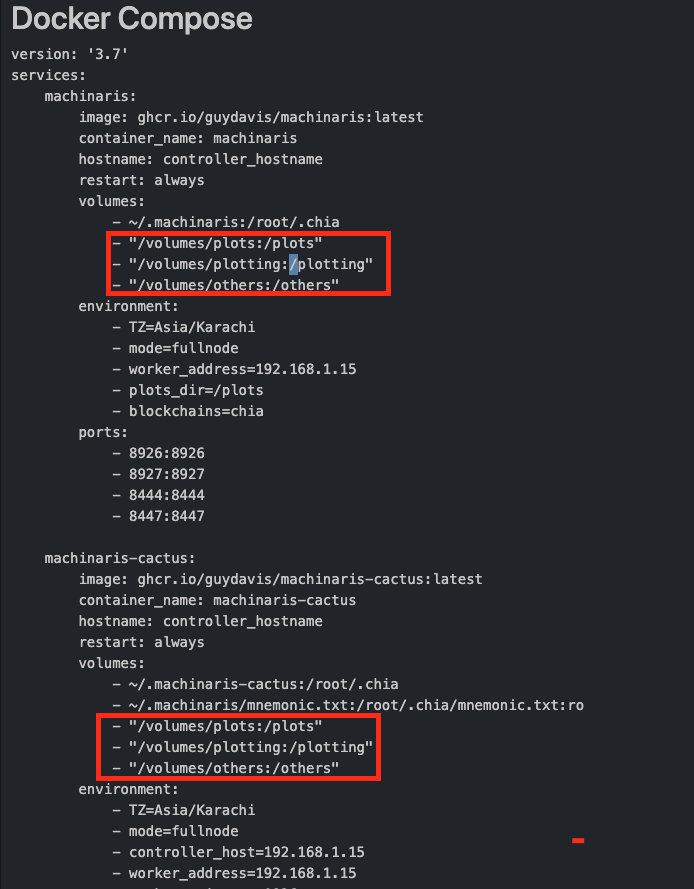 Docker Compose
version: '3.7'
services:
    machinaris:
        image: ghcr.io/guydavis/machinaris:latest
        container_name: machinaris
        hostname: controller_hostname
        restart: always
        volumes:
            - ~/.machinaris:/root/.chia
            - "/volumes/plots:/plots"
            - "/volumes/plotting:/plotting"
            - "/volumes/others:/others"
        environment:
            - TZ=Asia/Karachi
            - mode=fullnode
            - worker_address=192.168.1.15
            - plots_dir=/plots
            - blockchains=chia
        ports:
            - 8926:8926
            - 8927:8927
            - 8444:8444
            - 8447:8447
    machinaris-cactus:
        image: ghcr.io/guydavis/machinaris-cactus:latest
        container_name: machinaris-cactus
        hostname: controller_hostname
        restart: always
        volumes:
            - ~/.machinaris-cactus:/root/.chia
            - ~/.machinaris/mnemonic.txt:/root/.chia/mnemonic.txt:ro
            - "/volumes/plots:/plots"
            - "/volumes/plotting:/plotting"
            - "/volumes/others:/others"
        environment:
            - TZ=Asia/Karachi
            - mode=fullnode
            - controller_host=192.168.1.15
            - worker_address=192.168.1.15